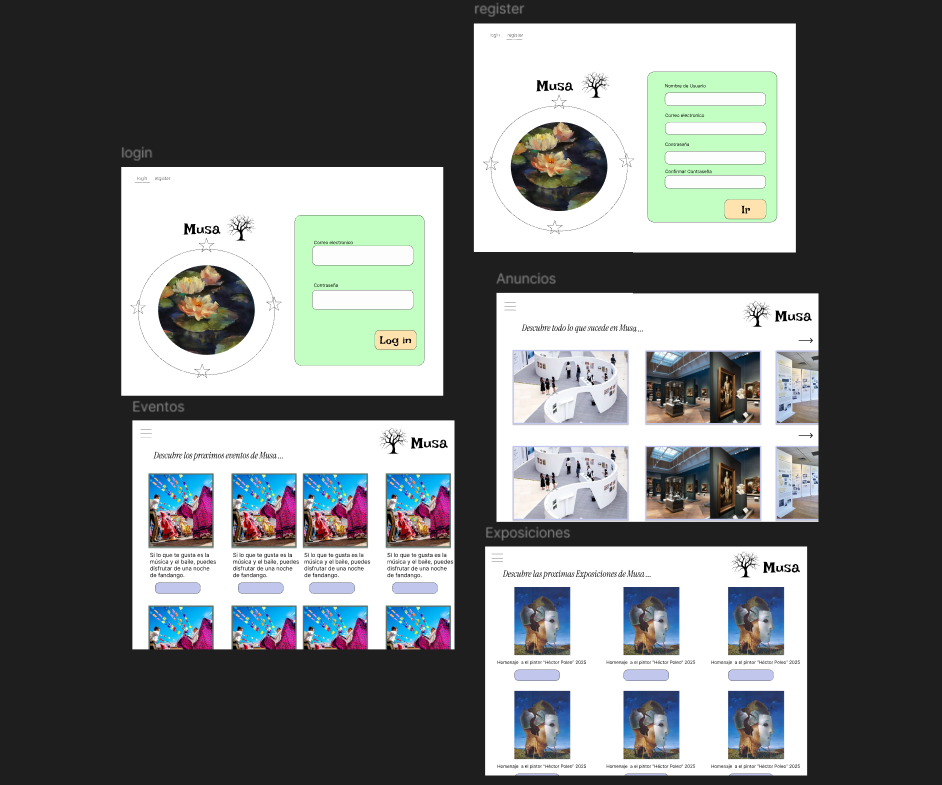 register
login register
Musa
Nombre de Usuario
Correo electronico
Contraseña
Confirmar Contraseña
Ir
login
login register
Musa
Correo electronico
Contraseña
Log in
Anuncios
Musa
Descubre todo lo que sucede en Musa...
Eventos
Musa
Descubre los proximos eventos de Musa...
Si lo que te gusta es la
música y el baile, puedes
disfrutar de una noche
de fandango.
Si lo que te gusta es la
música y el baile, puedes
disfrutar de una noche
de fandango.
Si lo que te gusta es la
música y el baile, puedes
disfrutar de una noche
de fandango.
Si lo que te gusta es la
música y el baile, puedes
disfrutar de una noche
de fandango.
Exposiciones
Musa
Descubre las proximas Exposiciones de Musa...
Homenaje a el pintor "Héctor Poleo" 2025
Homenaje a el pintor "Héctor Poleo" 2025
Homenaje a el pintor "Héctor Poleo" 2025
Homenaje a el pintor "Héctor Poleo" 2025
Homenaje a el pintor "Héctor Poleo" 2025
Homenaje a el pintor "Héctor Poleo" 2025